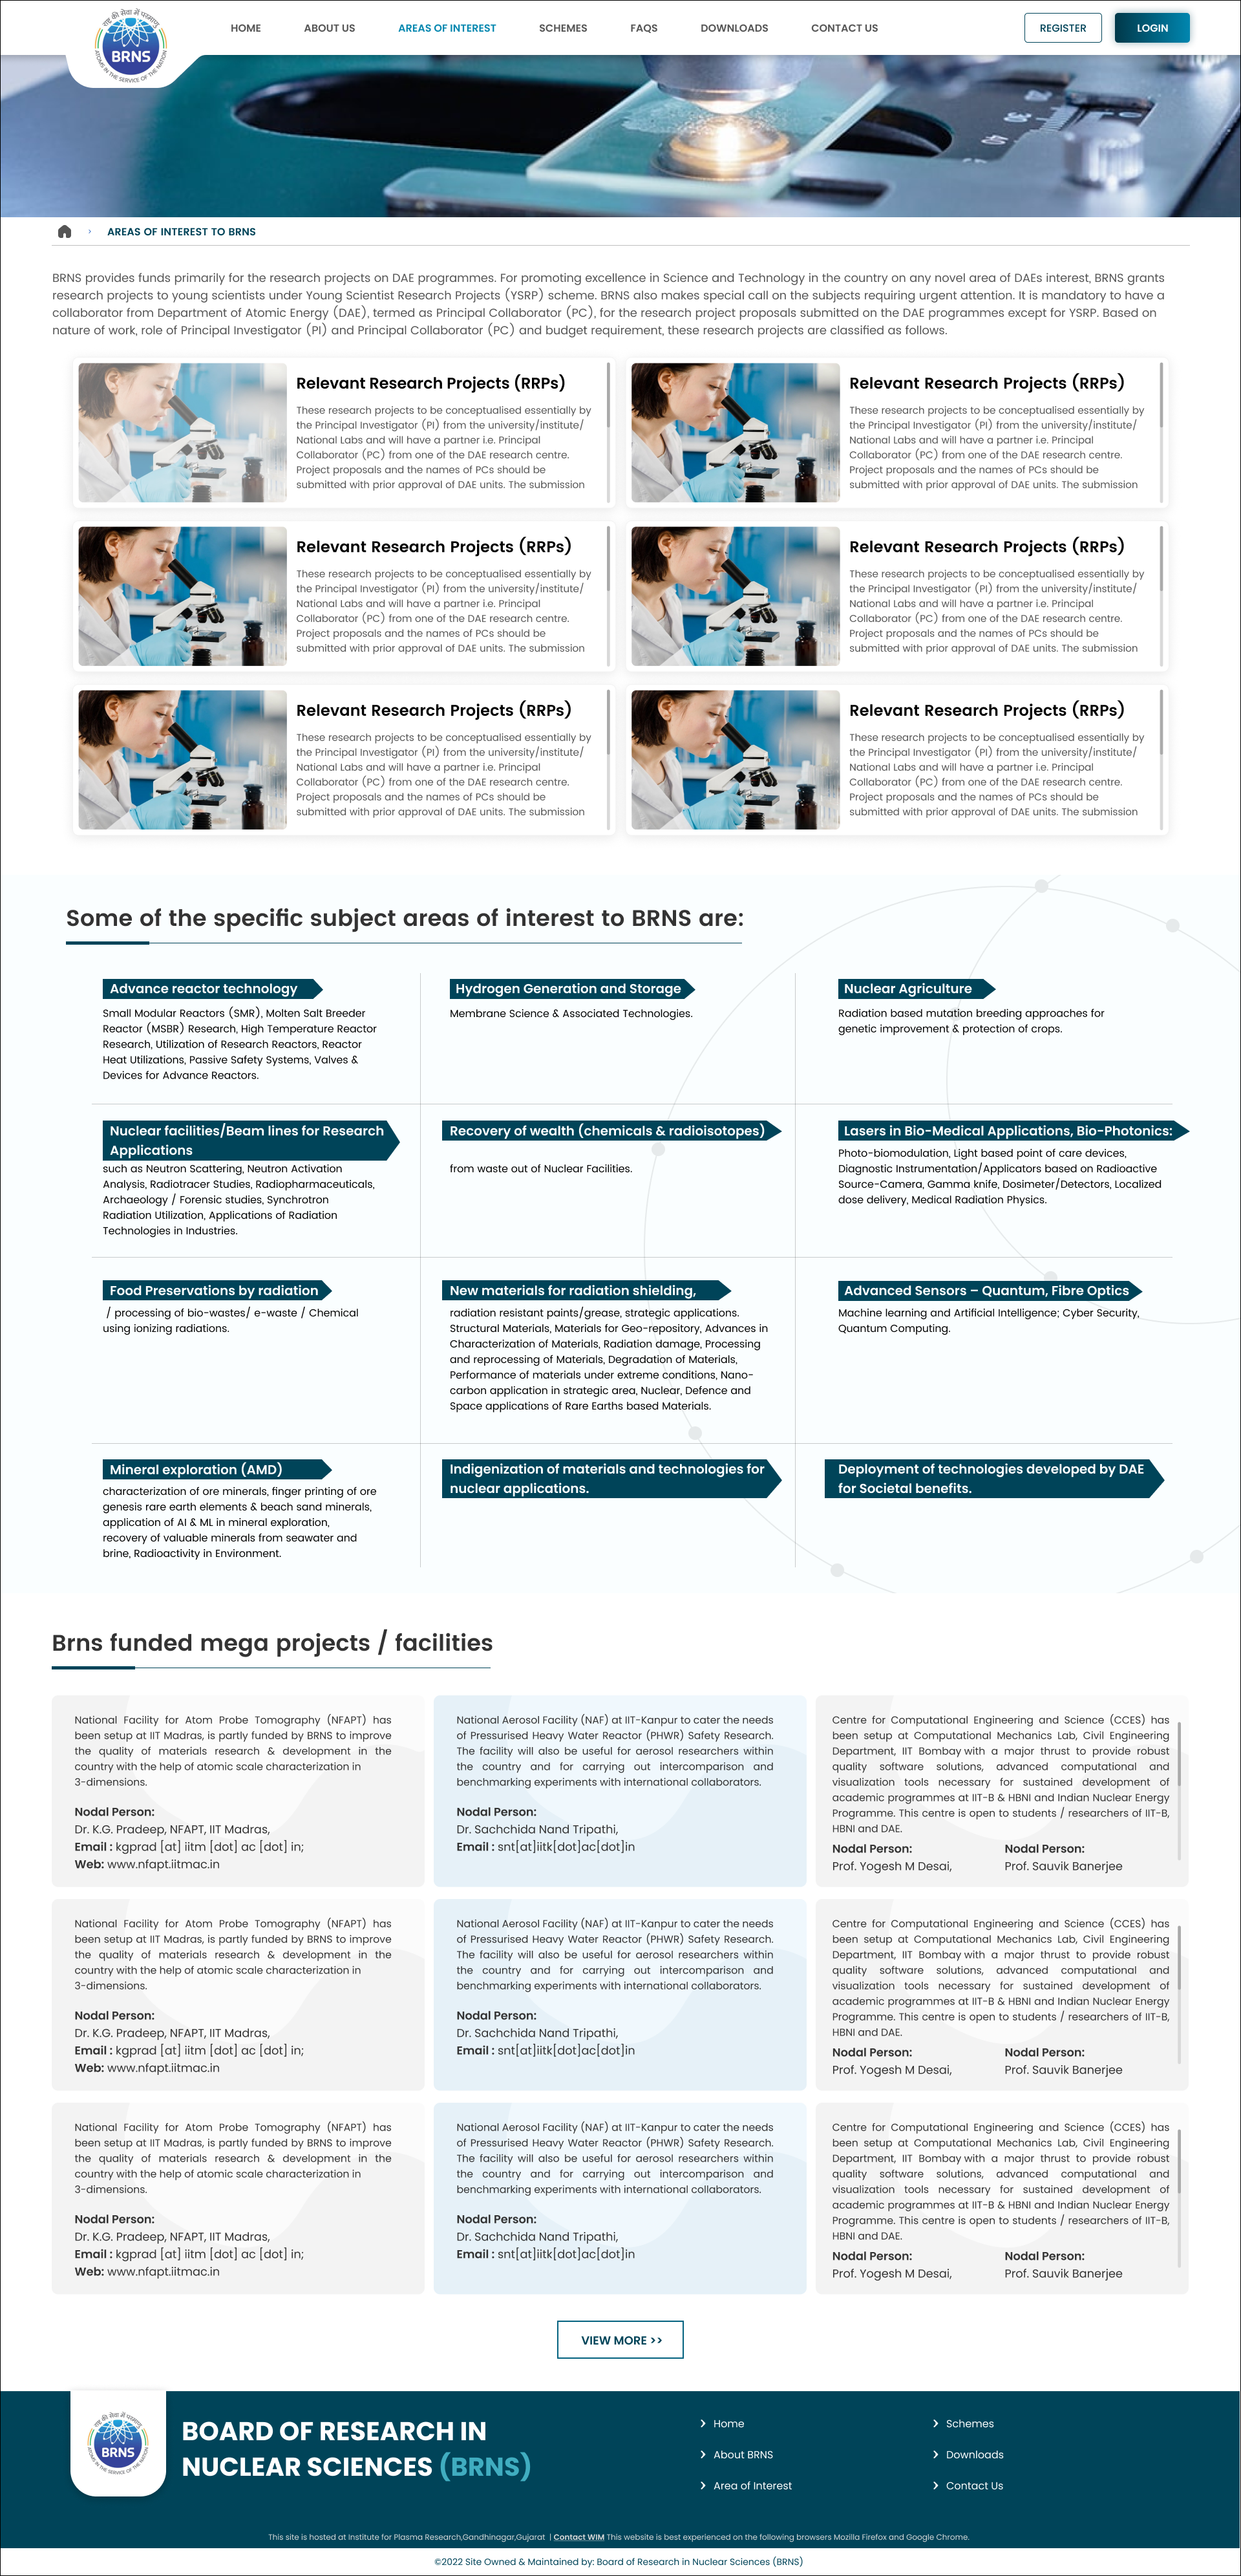 राष्ट्र की सेवा में परमाणु
BRNS
ATOMS IN THE SERVICE OF THE NATION
HOME ABOUT US AREAS OF INTEREST SCHEMES FAQS DOWNLOADS CONTACT US REGISTER LOGIN
AREAS OF INTEREST TO BRNS
BRNS provides funds primarily for the research projects on DAE programmes. For promoting excellence in Science and Technology in the country on any novel area of DAEs interest, BRNS grants
research projects to young scientists under Young Scientist Research Projects (YSRP) scheme. BRNS also makes special call on the subjects requiring urgent attention. It is mandatory to have a
collaborator from Department of Atomic Energy (DAE), termed as Principal Collaborator (PC), for the research project proposals submitted on the DAE programmes except for YSRP. Based on
nature of work, role of Principal Investigator (PI) and Principal Collaborator (PC) and budget requirement, these research projects are classified as follows.
Relevant Research Projects (RRPs)
These research projects to be conceptualised essentially by
the Principal Investigator (PI) from the university/institute/
National Labs and will have a partner i.e. Principal
Collaborator (PC) from one of the DAE research centre.
Project proposals and the names of PCs should be
submitted with prior approval of DAE units. The submission
Relevant Research Projects (RRPs)
These research projects to be conceptualised essentially by
the Principal Investigator (PI) from the university/institute/
National Labs and will have a partner i.e. Principal
Collaborator (PC) from one of the DAE research centre.
Project proposals and the names of PCs should be
submitted with prior approval of DAE units. The submission
Relevant Research Projects (RRPs)
These research projects to be conceptualised essentially by
the Principal Investigator (PI) from the university/institute/
National Labs and will have a partner i.e. Principal
Collaborator (PC) from one of the DAE research centre.
Project proposals and the names of PCs should be
submitted with prior approval of DAE units. The submission
Relevant Research Projects (RRPs)
These research projects to be conceptualised essentially by
the Principal Investigator (PI) from the university/institute/
National Labs and will have a partner i.e. Principal
Collaborator (PC) from one of the DAE research centre.
Project proposals and the names of PCs should be
submitted with prior approval of DAE units. The submission
Relevant Research Projects (RRPs)
These research projects to be conceptualised essentially by
the Principal Investigator (PI) from the university/institute/
National Labs and will have a partner i.e. Principal
Collaborator (PC) from one of the DAE research centre.
Project proposals and the names of PCs should be
submitted with prior approval of DAE units. The submission
Relevant Research Projects (RRPs)
These research projects to be conceptualised essentially by
the Principal Investigator (PI) from the university/institute/
National Labs and will have a partner i.e. Principal
Collaborator (PC) from one of the DAE research centre.
Project proposals and the names of PCs should be
submitted with prior approval of DAE units. The submission
Some of the specific subject areas of interest to BRNS are:
Advance reactor technology
Small Modular Reactors (SMR), Molten Salt Breeder
Reactor (MSBR) Research, High Temperature Reactor
Research, Utilization of Research Reactors, Reactor
Heat Utilizations, Passive Safety Systems, Valves &
Devices for Advance Reactors.
Hydrogen Generation and Storage
Membrane Science & Associated Technologies.
Nuclear Agriculture
Radiation based mutation breeding approaches for
genetic improvement & protection of crops.
Nuclear facilities/Beam lines for Research
Applications
such as Neutron Scattering, Neutron Activation
Analysis, Radiotracer Studies, Radiopharmaceuticals,
Archaeology / Forensic studies, Synchrotron
Radiation Utilization, Applications of Radiation
Technologies in Industries.
Recovery of wealth (chemicals & radioisotopes)
from waste out of Nuclear Facilities.
Lasers in Bio-Medical Applications, Bio-Photonics:
Photo-biomodulation, Light based point of care devices,
Diagnostic Instrumentation/Applicators based on Radioactive
Source-Camera, Gamma knife, Dosimeter/Detectors, Localized
dose delivery, Medical Radiation Physics.
Food Preservations by radiation
/ processing of bio-wastes/ e-waste / Chemical
using ionizing radiations.
New materials for radiation shielding,
radiation resistant paints/grease, strategic applications.
Structural Materials, Materials for Geo-repository, Advances in
Characterization of Materials, Radiation damage, Processing
and reprocessing of Materials, Degradation of Materials,
Performance of materials under extreme conditions, Nano-
carbon application in strategic area, Nuclear, Defence and
Space applications of Rare Earths based Materials.
Advanced Sensors – Quantum, Fibre Optics
Machine learning and Artificial Intelligence; Cyber Security,
Quantum Computing.
Mineral exploration (AMD)
characterization of ore minerals, finger printing of ore
genesis rare earth elements & beach sand minerals,
application of AI & ML in mineral exploration,
recovery of valuable minerals from seawater and
brine, Radioactivity in Environment.
Indigenization of materials and technologies for
nuclear applications.
Deployment of technologies developed by DAE
for Societal benefits.
Brns funded mega projects / facilities
National Facility for Atom Probe Tomography (NFAPT) has
been setup at IIT Madras, is partly funded by BRNS to improve
the quality of materials research & development in the
country with the help of atomic scale characterization in
3-dimensions.
Nodal Person:
Dr. K.G. Pradeep, NFAPT, IIT Madras,
Email : kgprad [at] iitm [dot] ac [dot] in;
Web: www.nfapt.iitmac.in
National Aerosol Facility (NAF) at IIT-Kanpur to cater the needs
of Pressurised Heavy Water Reactor (PHWR) Safety Research.
The facility will also be useful for aerosol researchers within
the country and for carrying out intercomparison and
benchmarking experiments with international collaborators.
Nodal Person:
Dr. Sachchida Nand Tripathi,
Email : snt[at]iitk[dot]ac[dot]in
Centre for Computational Engineering and Science (CCES) has
been setup at Computational Mechanics Lab, Civil Engineering
Department, IIT Bombay with a major thrust to provide robust
quality software solutions, advanced computational and
visualization tools necessary for sustained development of
academic programmes at IIT-B & HBNI and Indian Nuclear Energy
Programme. This centre is open to students / researchers of IIT-B,
HBNI and DAE.
Nodal Person: Nodal Person:
Prof. Yogesh M Desai, Prof. Sauvik Banerjee
National Facility for Atom Probe Tomography (NFAPT) has
been setup at IIT Madras, is partly funded by BRNS to improve
the quality of materials research & development in the
country with the help of atomic scale characterization in
3-dimensions.
Nodal Person:
Dr. K.G. Pradeep, NFAPT, IIT Madras,
Email : kgprad [at] iitm [dot] ac [dot] in;
Web: www.nfapt.iitmac.in
National Aerosol Facility (NAF) at IIT-Kanpur to cater the needs
of Pressurised Heavy Water Reactor (PHWR) Safety Research.
The facility will also be useful for aerosol researchers within
the country and for carrying out intercomparison and
benchmarking experiments with international collaborators.
Nodal Person:
Dr. Sachchida Nand Tripathi,
Email : snt[at]iitk[dot]ac[dot]in
Centre for Computational Engineering and Science (CCES) has
been setup at Computational Mechanics Lab, Civil Engineering
Department, IIT Bombay with a major thrust to provide robust
quality software solutions, advanced computational and
visualization tools necessary for sustained development of
academic programmes at IIT-B & HBNI and Indian Nuclear Energy
Programme. This centre is open to students / researchers of IIT-B,
HBNI and DAE.
Nodal Person: Nodal Person:
Prof. Yogesh M Desai, Prof. Sauvik Banerjee
National Facility for Atom Probe Tomography (NFAPT) has
been setup at IIT Madras, is partly funded by BRNS to improve
the quality of materials research & development in the
country with the help of atomic scale characterization in
3-dimensions.
Nodal Person:
Dr. K.G. Pradeep, NFAPT, IIT Madras,
Email : kgprad [at] iitm [dot] ac [dot] in;
Web: www.nfapt.iitmac.in
National Aerosol Facility (NAF) at IIT-Kanpur to cater the needs
of Pressurised Heavy Water Reactor (PHWR) Safety Research.
The facility will also be useful for aerosol researchers within
the country and for carrying out intercomparison and
benchmarking experiments with international collaborators.
Nodal Person:
Dr. Sachchida Nand Tripathi,
Email : snt[at]iitk[dot]ac[dot]in
Centre for Computational Engineering and Science (CCES) has
been setup at Computational Mechanics Lab, Civil Engineering
Department, IIT Bombay with a major thrust to provide robust
quality software solutions, advanced computational and
visualization tools necessary for sustained development of
academic programmes at IIT-B & HBNI and Indian Nuclear Energy
Programme. This centre is open to students / researchers of IIT-B,
HBNI and DAE.
Nodal Person: Nodal Person:
Prof. Yogesh M Desai, Prof. Sauvik Banerjee
VIEW MORE >>
राष्ट्र की सेवा में परमाणु
BRNS
ATOMS IN THE SERVICE OF THE NATION
BOARD OF RESEARCH IN
NUCLEAR SCIENCES (BRNS)
Home
About BRNS
Area of Interest
Schemes
Downloads
Contact Us
This site is hosted at Institute for Plasma Research,Gandhinagar,Gujarat | Contact WIM This website is best experienced on the following browsers Mozilla Firefox and Google Chrome.
©2022 Site Owned & Maintained by: Board of Research in Nuclear Sciences (BRNS)